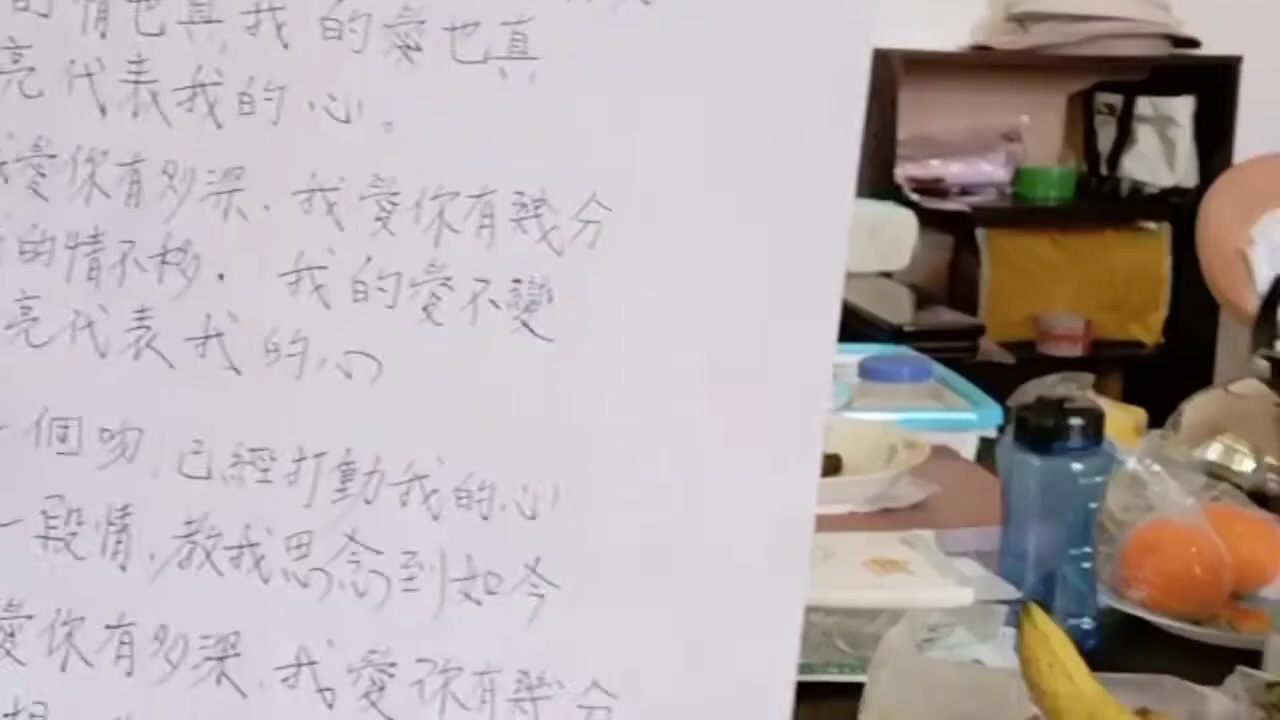 的情也真我的愛也真
亮代表我的心。
我愛你有多深.我愛你有幾分
的情不移.我的愛不變
亮代表我的心
一個吻.已經打動我的心
一段情.教我思念到如今
愛你有多深.我愛你有幾分